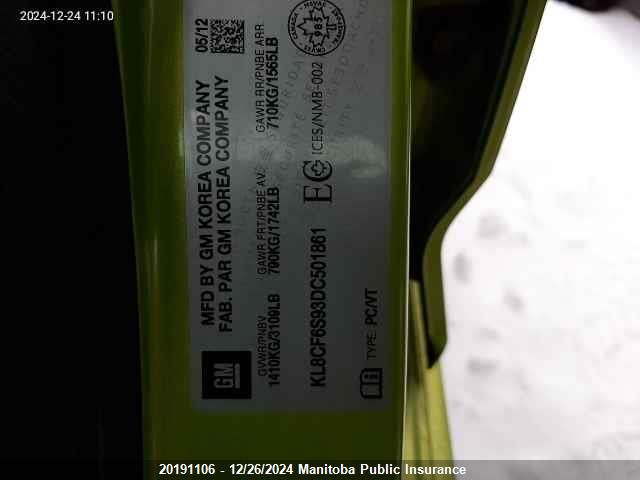 2024-12-24 11:10
MFD BY GM KOREA COMPANY
FAB. PAR GM KOREA COMPANY
05/12
GVWR/PNBV
1410KG/3109LB
GAWR FRT/PNBE AV
790KG/1742LB
GAWR RR/PNBE ARR
710KG/1565LB
KL8CF6S93DC501861
EC ICES/NMB-002
TYPE: PC/VT
GM
20191106 - 12/26/2024 Manitoba Public Insurance